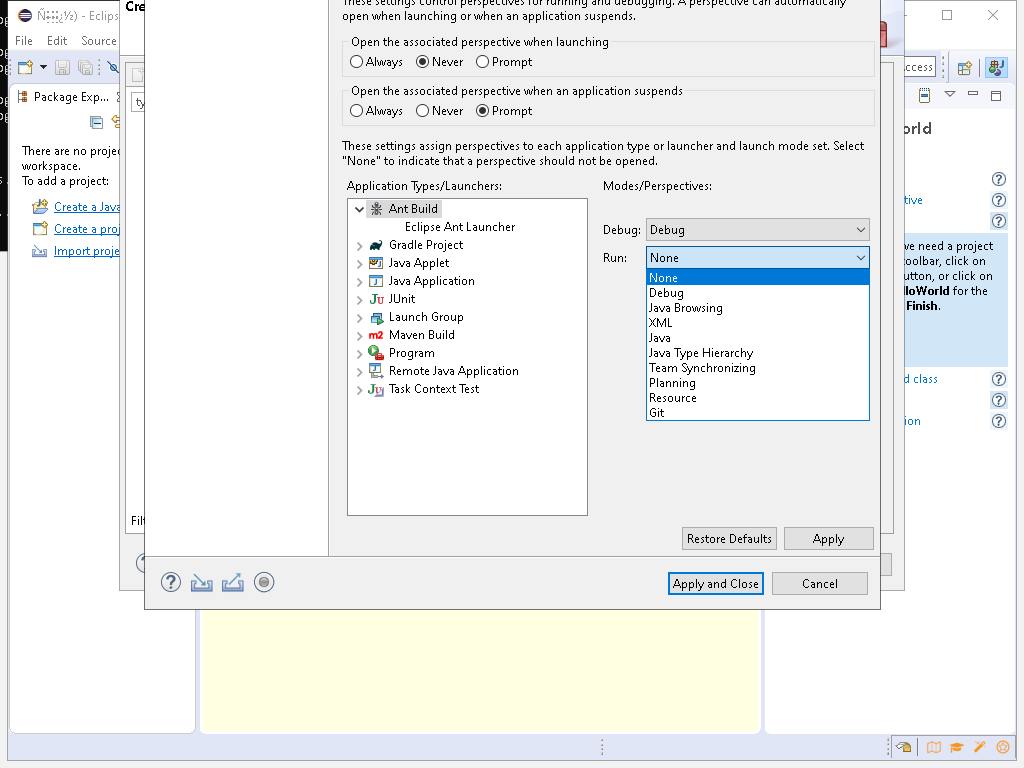 ½) - Eclips
File Edit Source
Package Exp...
There are no proje
workspace.
To add a project:
Create a Java
Create a proj
Import proje
Cre
ty
Filt
These settings control perspectives for running and debugging. A perspective can automatically
open when launching or when an application suspends.
Open the associated perspective when launching
Always Never Prompt
Open the associated perspective when an application suspends
Always Never Prompt
These settings assign perspectives to each application type or launcher and launch mode set. Select
"None" to indicate that a perspective should not be opened.
Application Types/Launchers:
Ant Build
Eclipse Ant Launcher
Gradle Project
Java Applet
Java Application
JUnit
Launch Group
Maven Build
Program
Remote Java Application
Task Context Test
Modes/Perspectives:
Debug: Debug
Run: None
None
Debug
Java Browsing
XML
Java
Java Type Hierarchy
Team Synchronizing
Planning
Resource
Git
Restore Defaults Apply
Apply and Close Cancel
ccess
orld
tive
we need a project
toolbar, click on
utton, or click on
lloWorld for the
Finish.
d class
ion